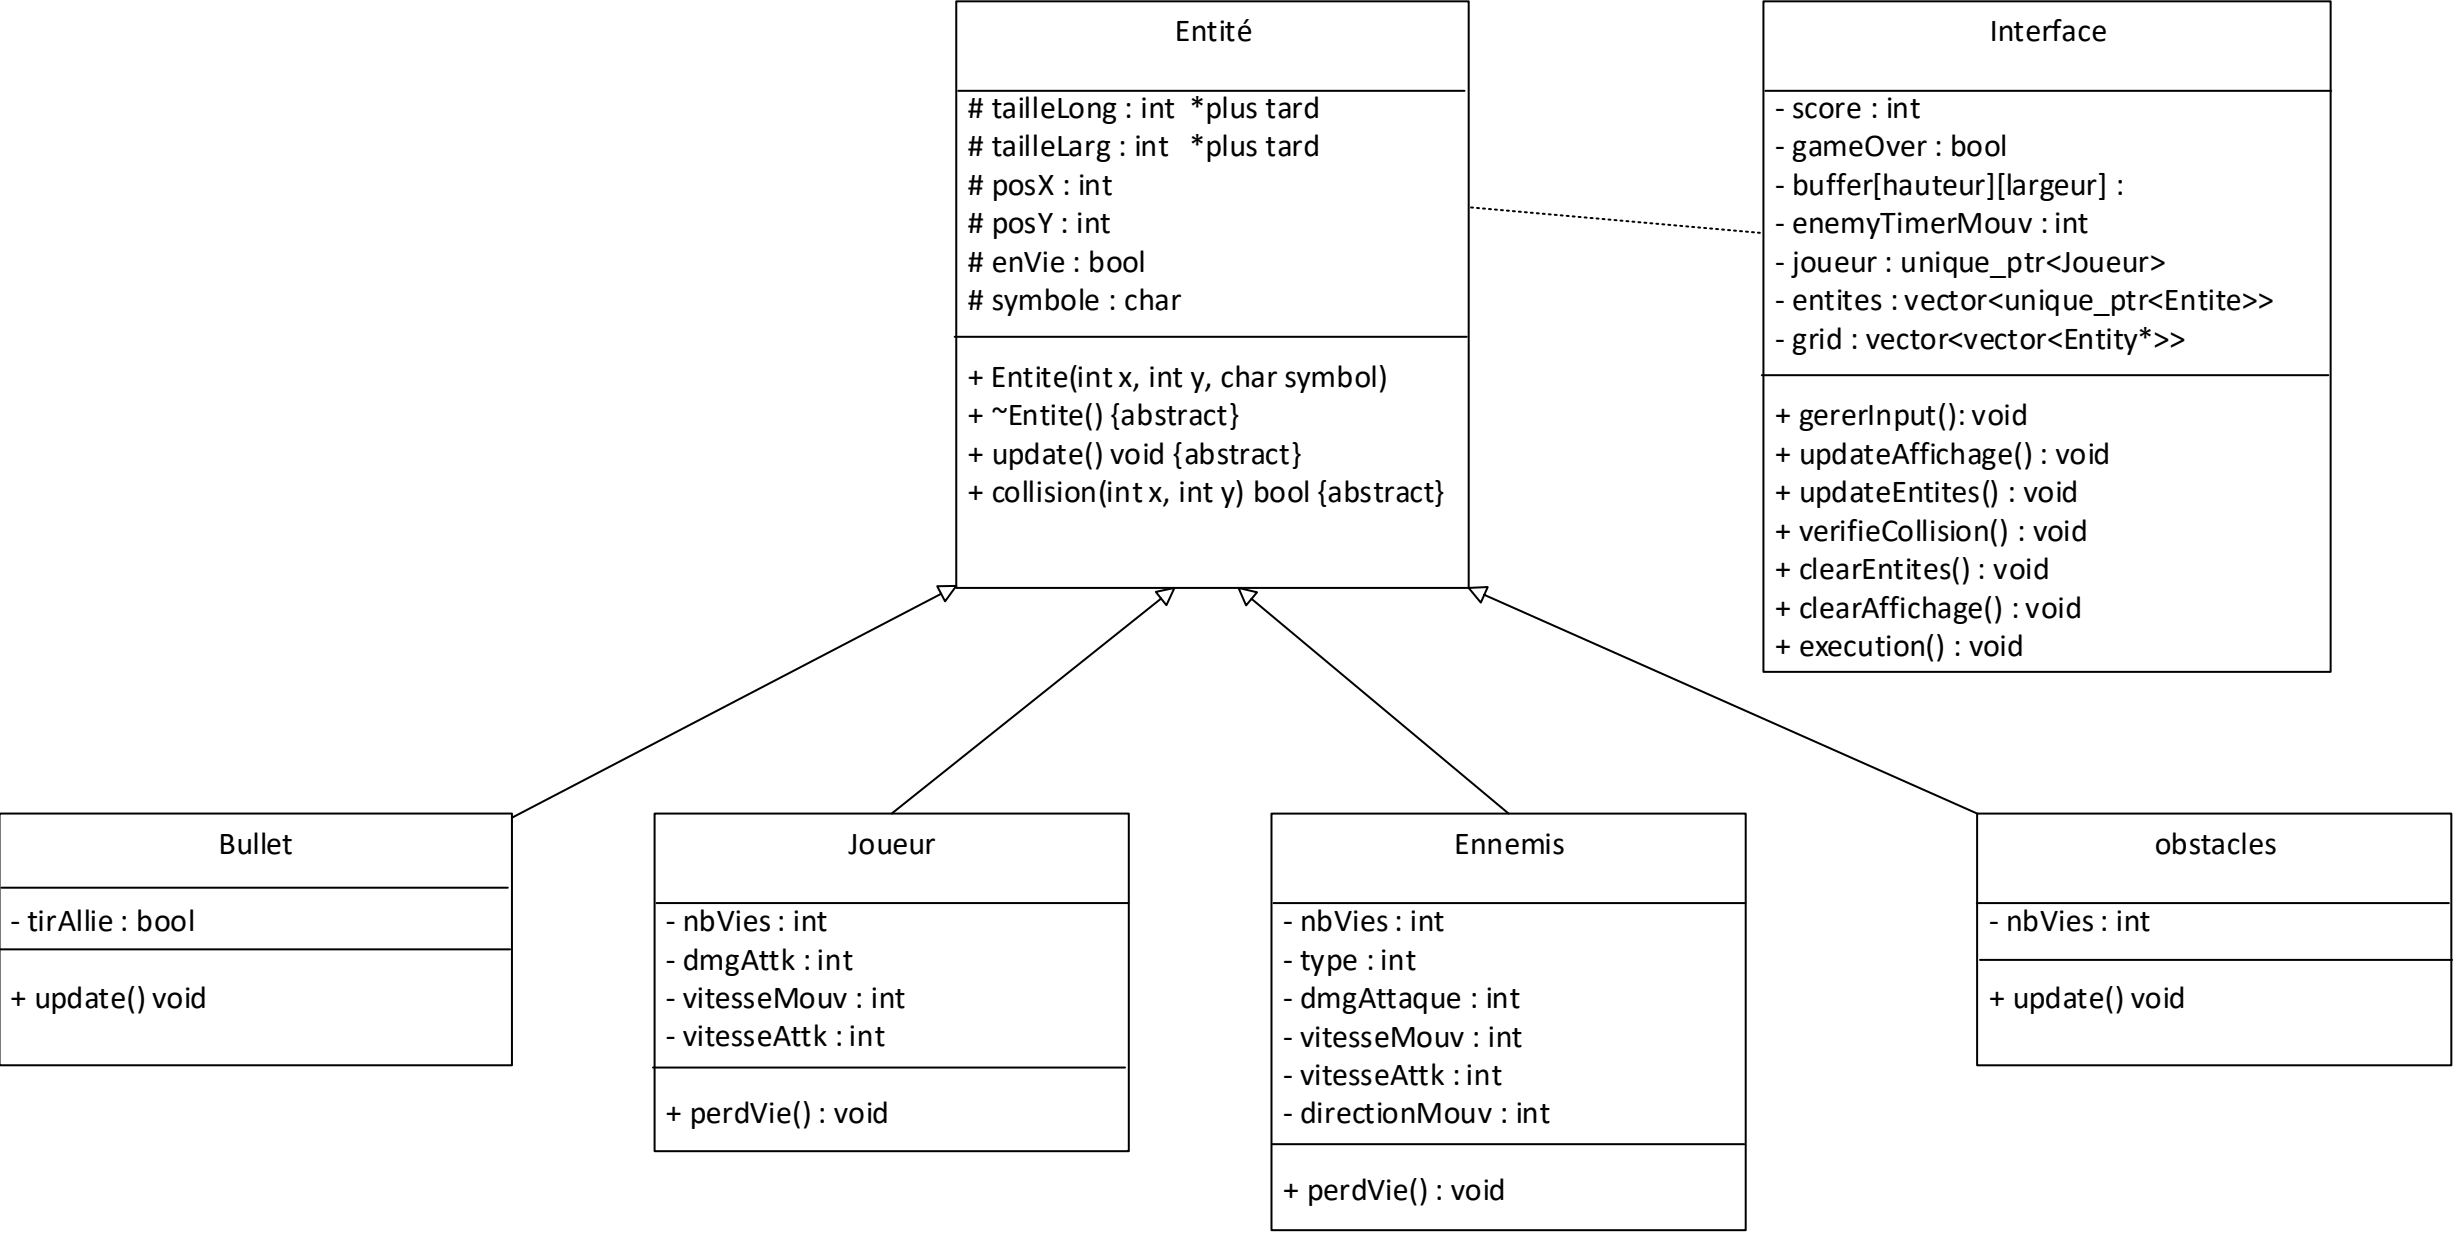 Entité
# tailleLong : int *plus tard
# tailleLarg : int *plus tard
# posX : int
# posY : int
# enVie : bool
# symbole : char
+ Entite(int x, int y, char symbol)
+ ~Entite() {abstract}
+ update() void {abstract}
+ collision(int x, int y) bool {abstract}
Interface
- score : int
- gameOver : bool
- buffer[hauteur][largeur] :
- enemyTimerMouv : int
- joueur : unique_ptr<Joueur>
- entites : vector<unique_ptr<Entite>>
- grid : vector<vector<Entity*>>
+ gererInput(): void
+ updateAffichage() : void
+ updateEntites() : void
+ verifieCollision() : void
+ clearEntites() : void
+ clearAffichage() : void
+ execution() : void
Bullet
- tirAllie : bool
+ update() void
Joueur
- nbVies : int
- dmgAttk : int
- vitesseMouv : int
- vitesseAttk : int
+ perdVie() : void
Ennemis
- nbVies : int
- type : int
- dmgAttaque : int
- vitesseMouv : int
- vitesseAttk : int
- directionMouv : int
+ perdVie() : void
obstacles
- nbVies : int
+ update() void